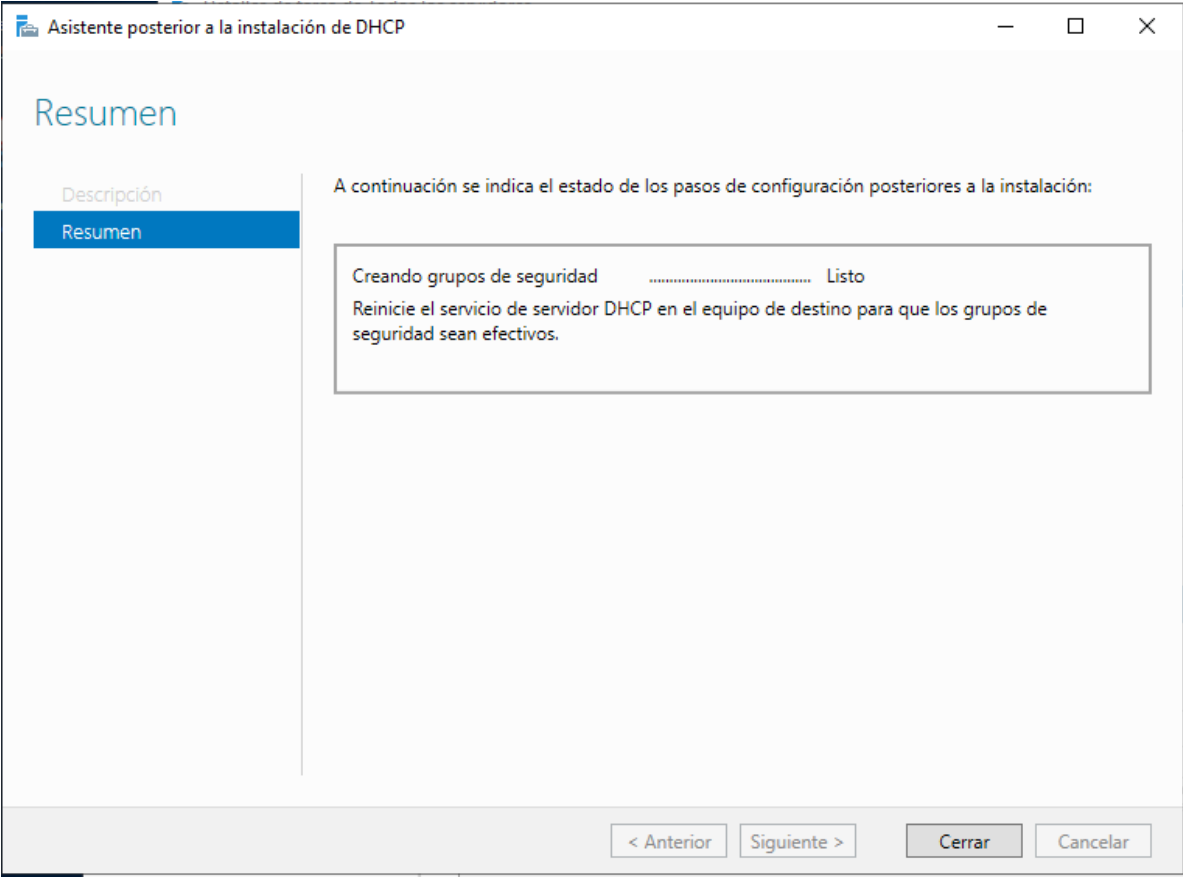 Asistente posterior a la instalación de DHCP
Resumen
Descripción
Resumen
A continuación se indica el estado de los pasos de configuración posteriores a la instalación:
Creando grupos de seguridad ........................................ Listo
Reinicie el servicio de servidor DHCP en el equipo de destino para que los grupos de
seguridad sean efectivos.
< Anterior
Siguiente >
Cerrar
Cancelar